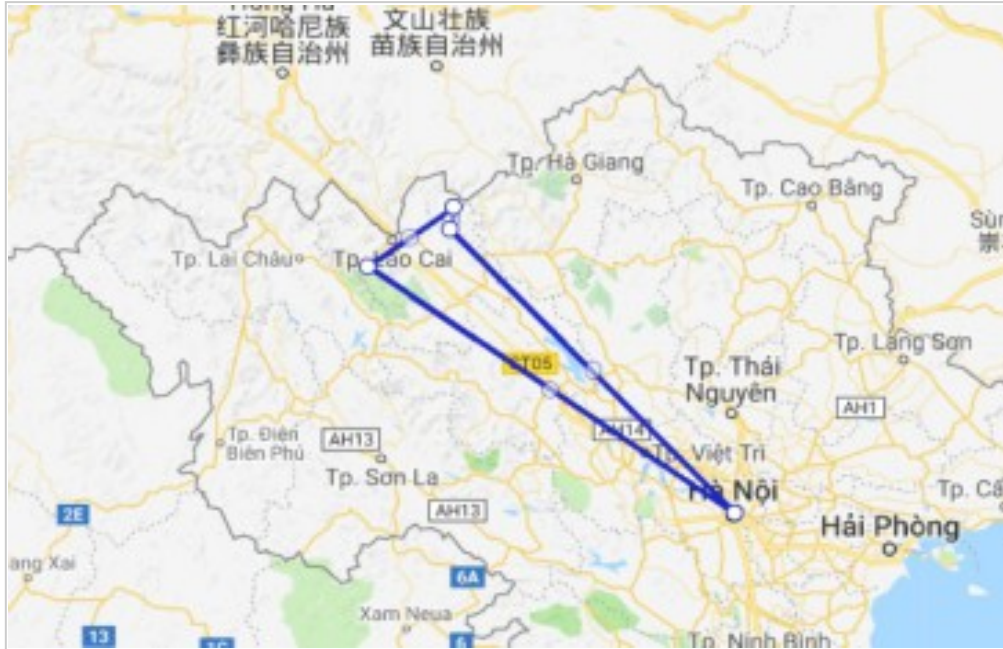 红河哈尼族
彝族自治州
文山壮族
苗族自治州
Tp. Hà Giang
Tp. Cao Bằng
Tp. Lai Châu
Tp. Lào Cai
CT05
Tp. Thái
Nguyên
Tp. Lạng Sơn
AH1
AH14
Tp. Việt Trì
Tp. Điện
Biên Phủ
AH13
Tp. Sơn La
AH13
Hà Nội
Hải Phòng
2E
6A
Xam Neua
13
6
Tp. Ninh Bình